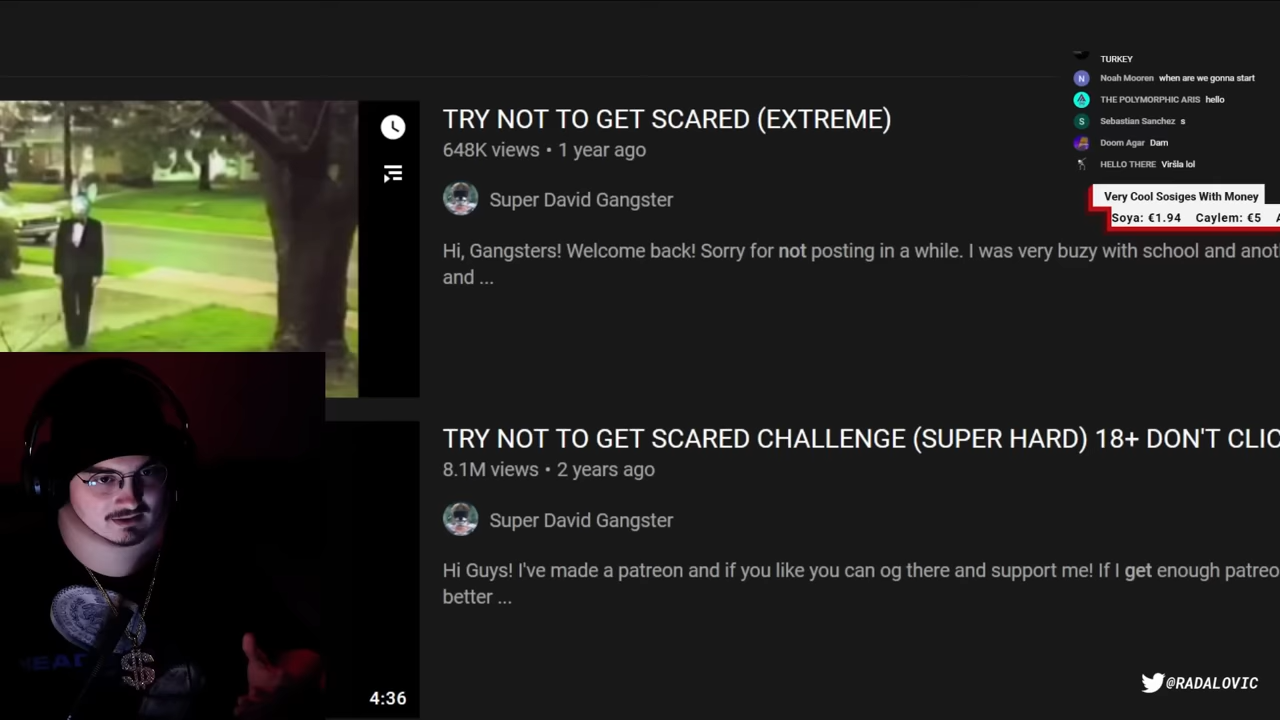 TURKEY
Noah Mooren when are we gonna start
THE POLYMORPHIC ARIS hello
Sebastian Sanchez s
Doom Agar Dam
HELLO THERE Viršla lol
Very Cool Sosiges With Money
Soya: €1.94 Caylem: €5 A
TRY NOT TO GET SCARED (EXTREME)
648K views • 1 year ago
Super David Gangster
Hi, Gangsters! Welcome back! Sorry for not posting in a while. I was very buzy with school and anot
and ...
TRY NOT TO GET SCARED CHALLENGE (SUPER HARD) 18+ DON'T CLIC
8.1M views • 2 years ago
Super David Gangster
Hi Guys! I've made a patreon and if you like you can og there and support me! If I get enough patreo
better ...
4:36
HEAD
$
@RADALOVIC